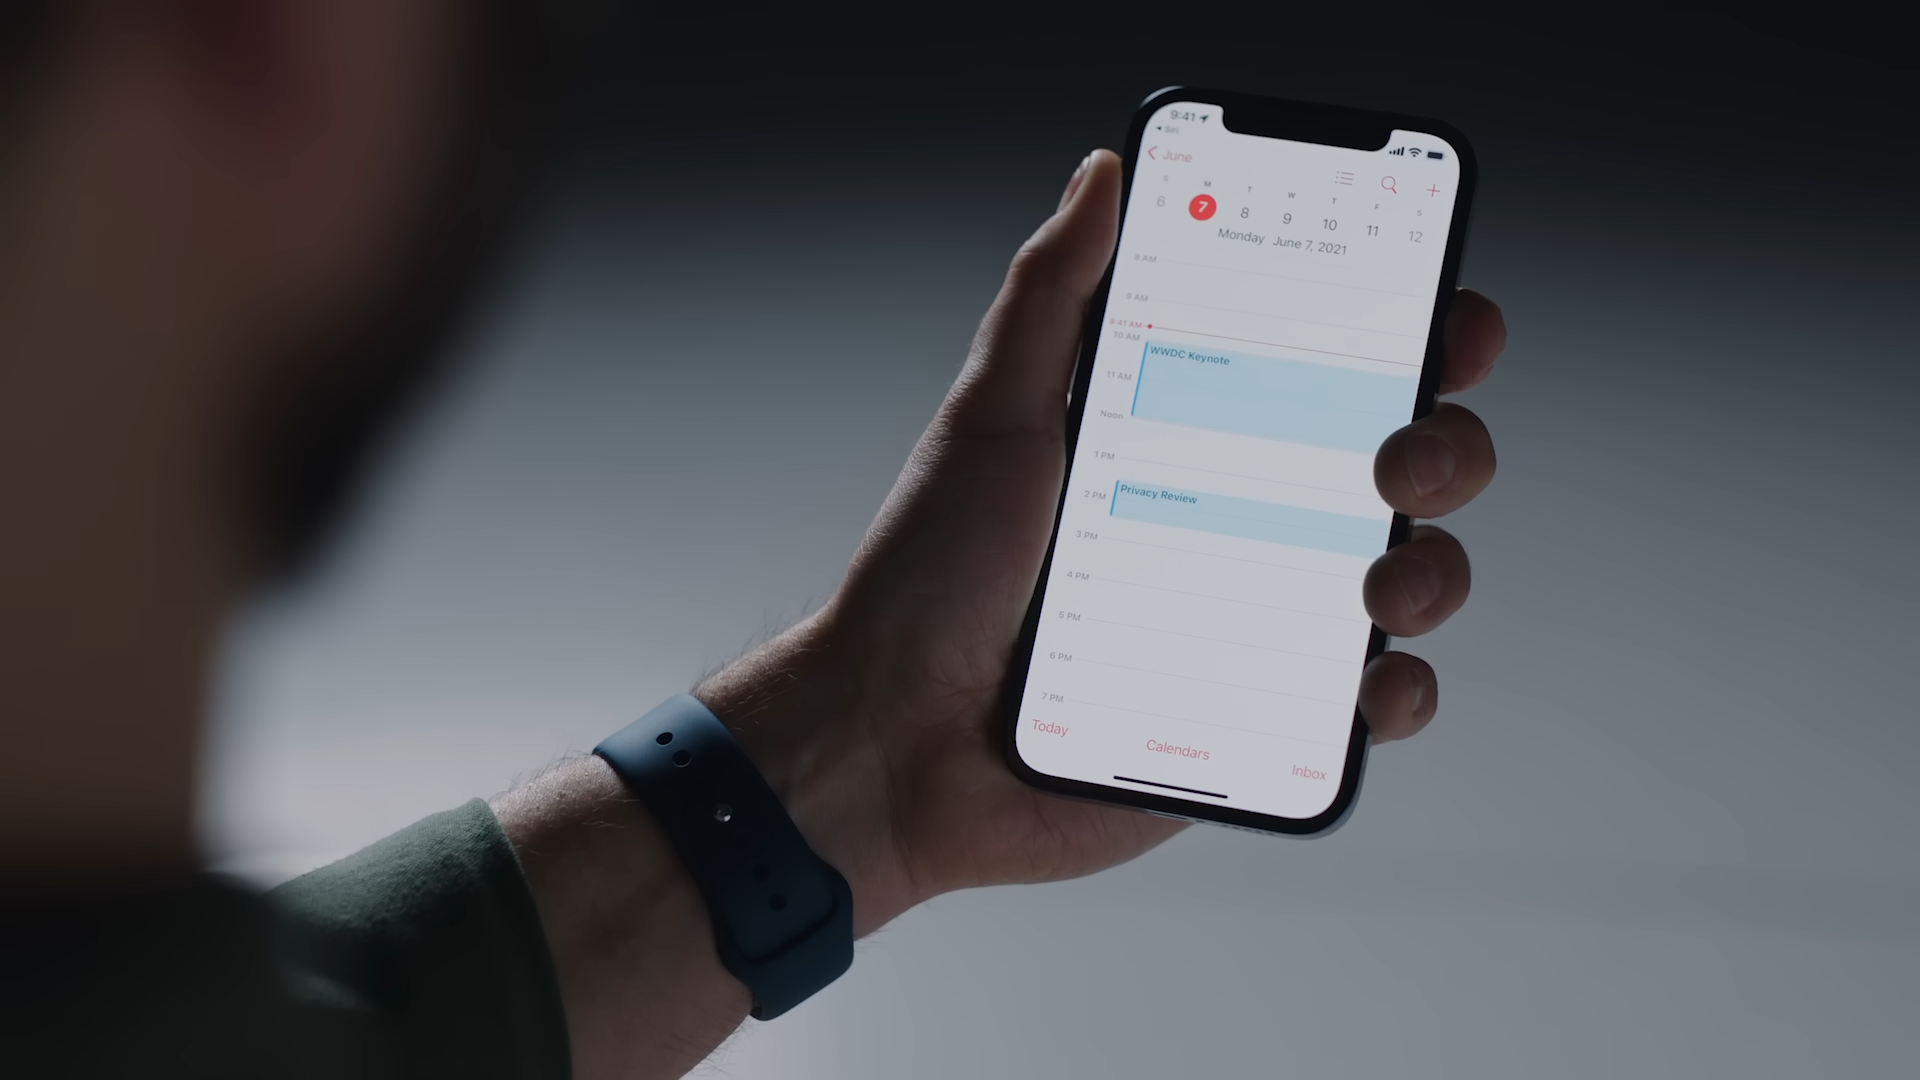 9:41
Siri
June
S M T W T F S
6 7 8 9 10 11 12
Monday June 7, 2021
8 AM
9 AM
9:41 AM
10 AM
WWDC Keynote
11 AM
Noon
1 PM
2 PM
Privacy Review
3 PM
4 PM
5 PM
6 PM
7 PM
Today
Calendars
Inbox